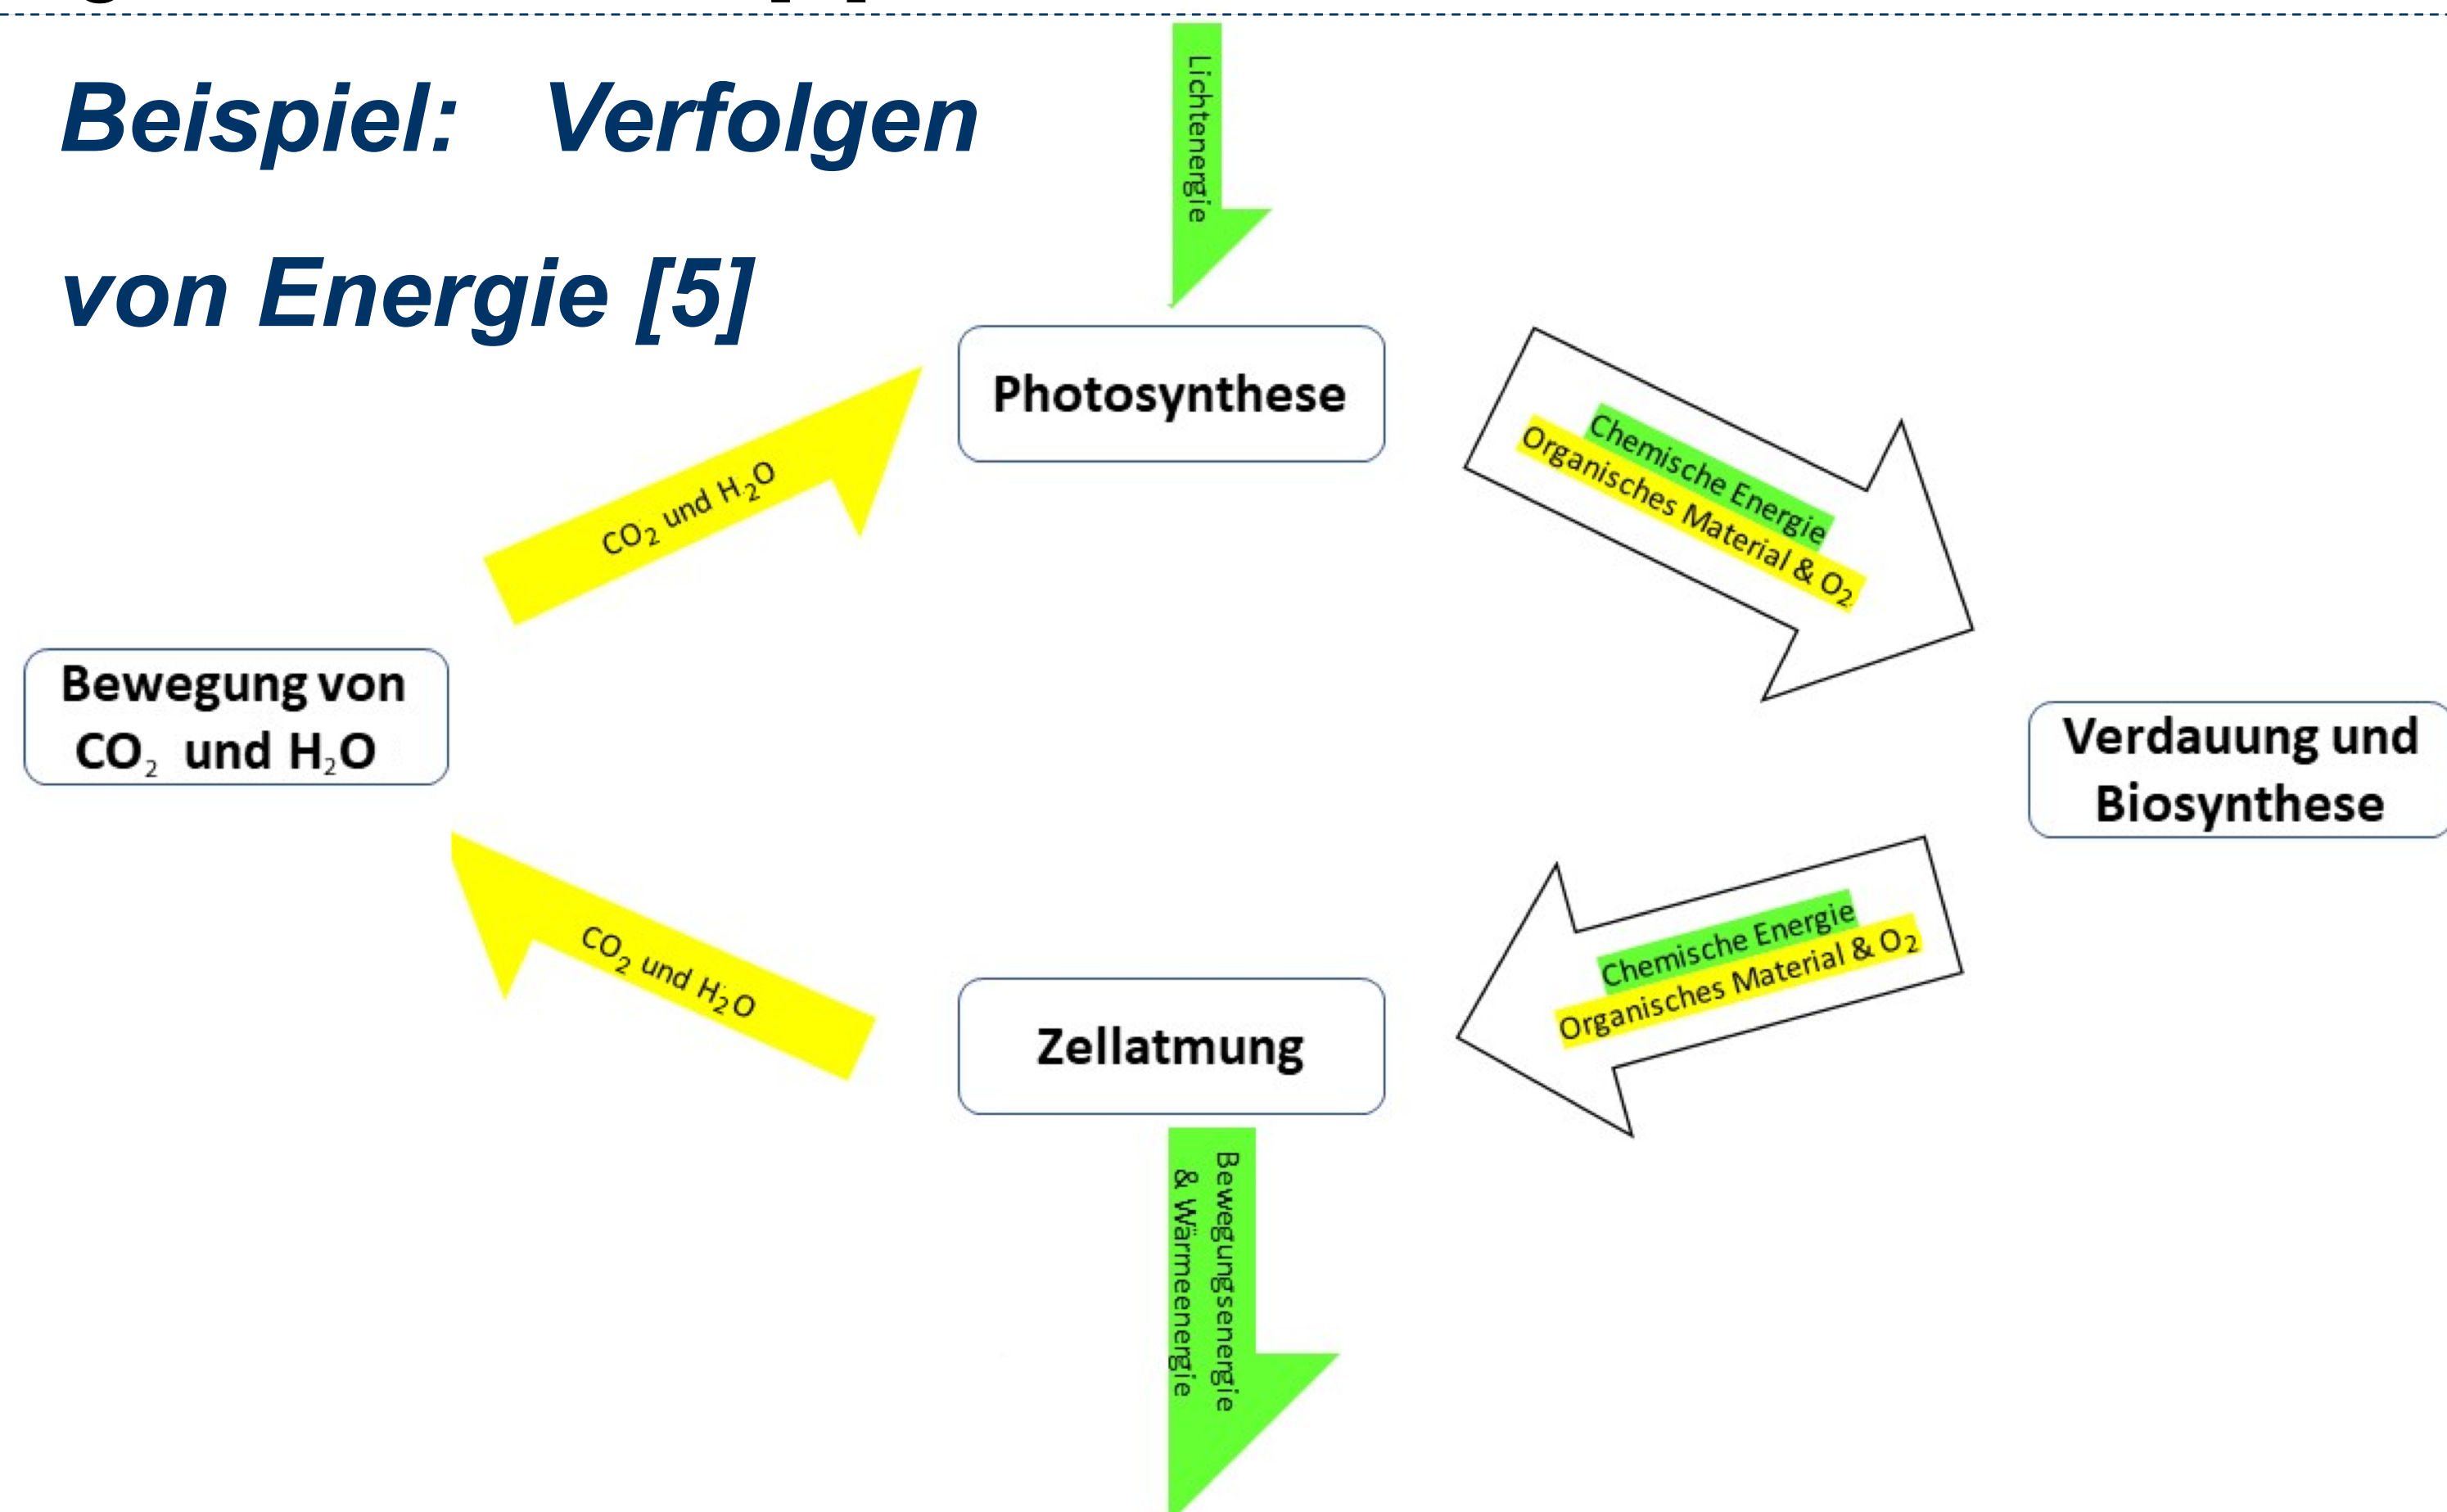 Beispiel: Verfolgen
von Energie [5]
Lichtenergie
Photosynthese
CO₂ und H₂O
Chemische Energie
Organisches Material & O₂
Bewegung von
CO₂ und H₂O
Verdauung und
Biosynthese
CO₂ und H₂O
Chemische Energie
Organisches Material & O₂
Zellatmung
Bewegungsenergie
& Wärmeenergie